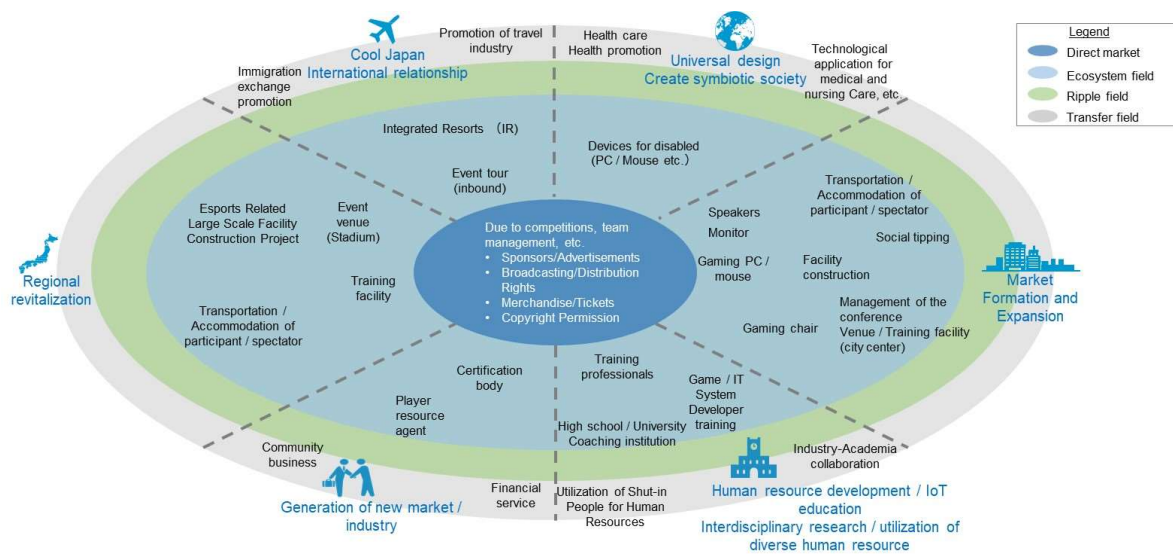 Cool Japan
International relationship
Promotion of travel
industry
Health care
Health promotion
Universal design
Create symbiotic society
Technological
application for
medical and
nursing Care, etc.
Legend
Direct market
Ecosystem field
Ripple field
Transfer field
Immigration
exchange
promotion
Integrated Resorts （IR)
Event tour
(inbound)
Devices for disabled
(PC / Mouse etc.）
Esports Related
Large Scale Facility
Construction Project
Event
venue
(Stadium)
Training
facility
Transportation /
Accommodation of
participant / spectator
Regional
revitalization
Due to competitions, team
management, etc.
• Sponsors/Advertisements
• Broadcasting/Distribution
Rights
• Merchandise/Tickets
• Copyright Permission
Speakers
Monitor
Gaming PC /
mouse
Gaming chair
Transportation /
Accommodation of
participant / spectator
Social tipping
Facility
construction
Management of the
conference
Venue / Training facility
(city center)
Market
Formation and
Expansion
Certification
body
Player
resource
agent
Community
business
Generation of new market /
industry
Financial
service
Training
professionals
Game / IT
System
Developer
training
High school / University
Coaching institution
Utilization of Shut-in
People for Human
Resources
Industry-Academia
collaboration
Human resource development / IoT
education
Interdisciplinary research / utilization of
diverse human resource